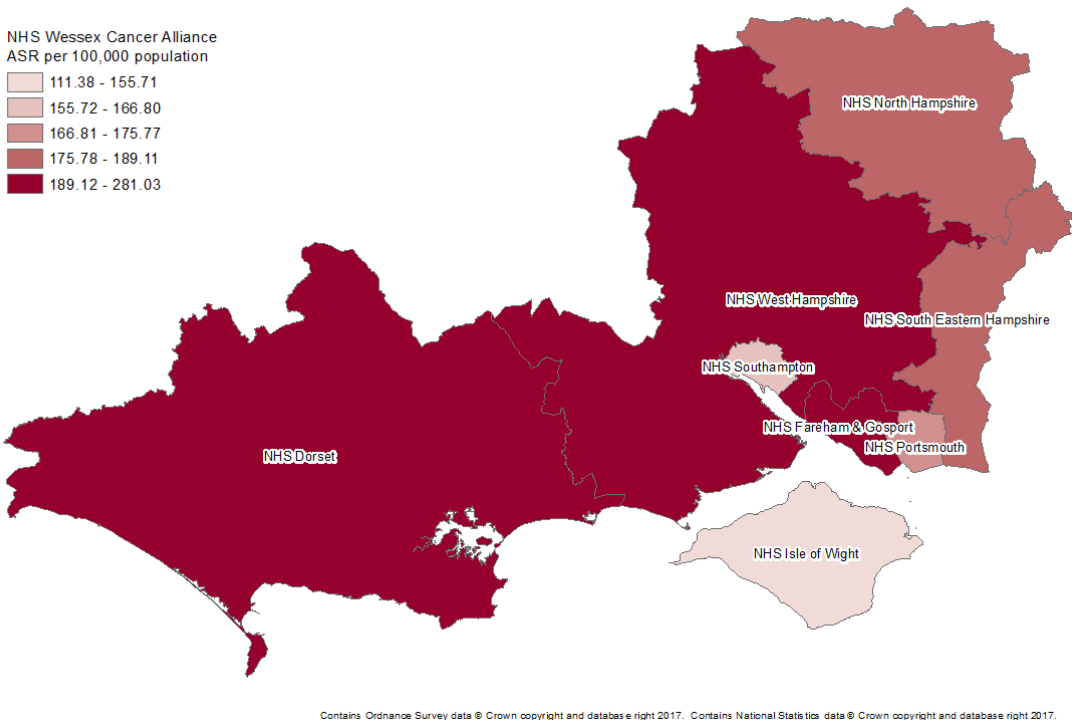 NHS Wessex Cancer Alliance
ASR per 100,000 population
111.38 - 155.71
155.72 - 166.80
166.81 - 175.77
175.78 - 189.11
189.12 - 281.03
NHS North Hampshire
NHS West Hampshire
NHS South Eastern Hampshire
NHS Southampton
NHS Fareham & Gosport
NHS Portsmouth
NHS Dorset
NHS Isle of Wight
Contains Ordnance Survey data © Crown copyright and database right 2017. Contains National Statistics data © Crown copyright and database right 2017.